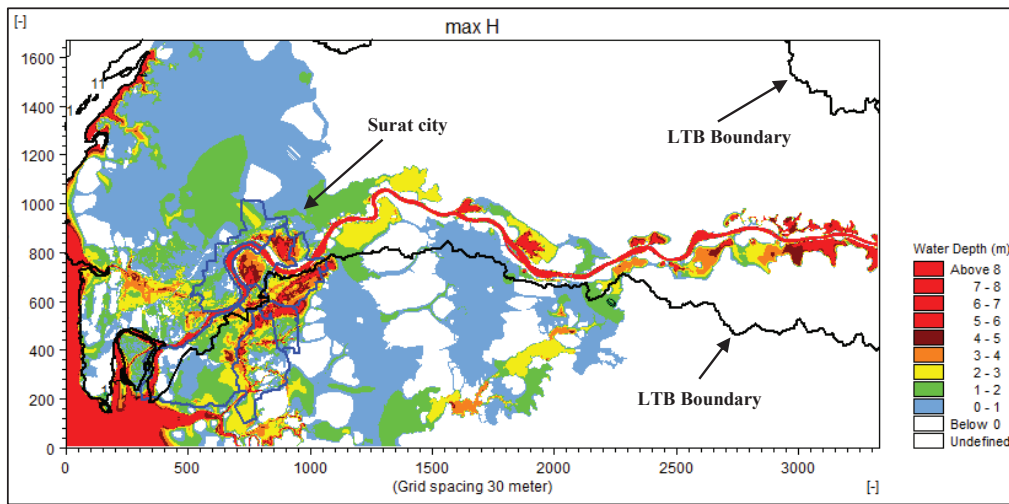 [-]
max H
1600
1400
1200
1000
800
600
400
200
0
11
1
Surat city
LTB Boundary
LTB Boundary
0
500
1000
1500
2000
2500
3000
(Grid spacing 30 meter)
[-]
Water Depth (m)
Above 8
7 - 8
6 - 7
5 - 6
4 - 5
3 - 4
2 - 3
1 - 2
0 - 1
Below 0
Undefined